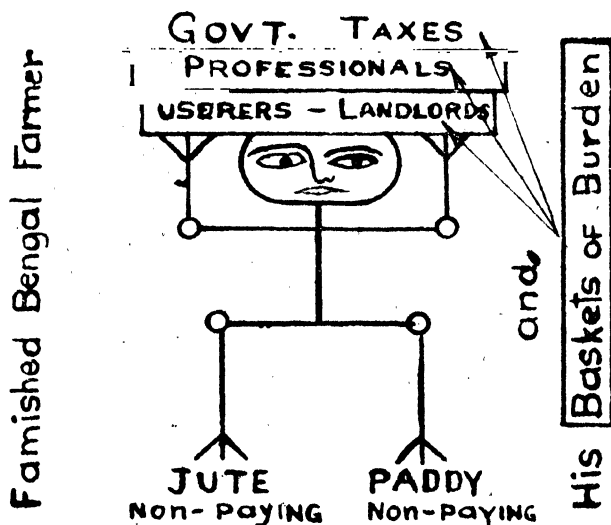 Famished Bengal Farmer
GOVT. TAXES
PROFESSIONALS
USERERS - LANDLORDS
and
His Baskets of Burden
JUTE
Non-Paying
PADDY
Non-Paying